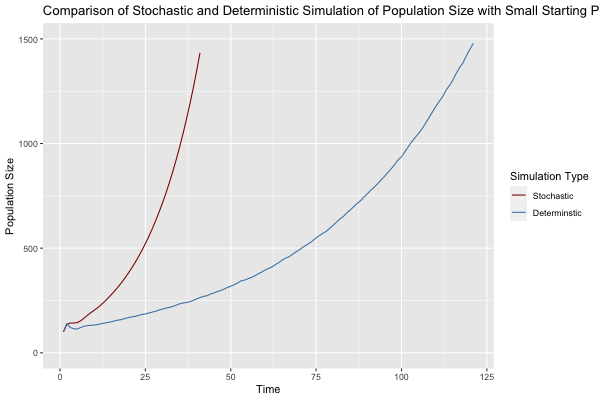 Comparison of Stochastic and Deterministic Simulation of Population Size with Small Starting P
1500
1000
500
0
Population Size
0 25 50 75 100 125
Time
Simulation Type
Stochastic
Determinstic